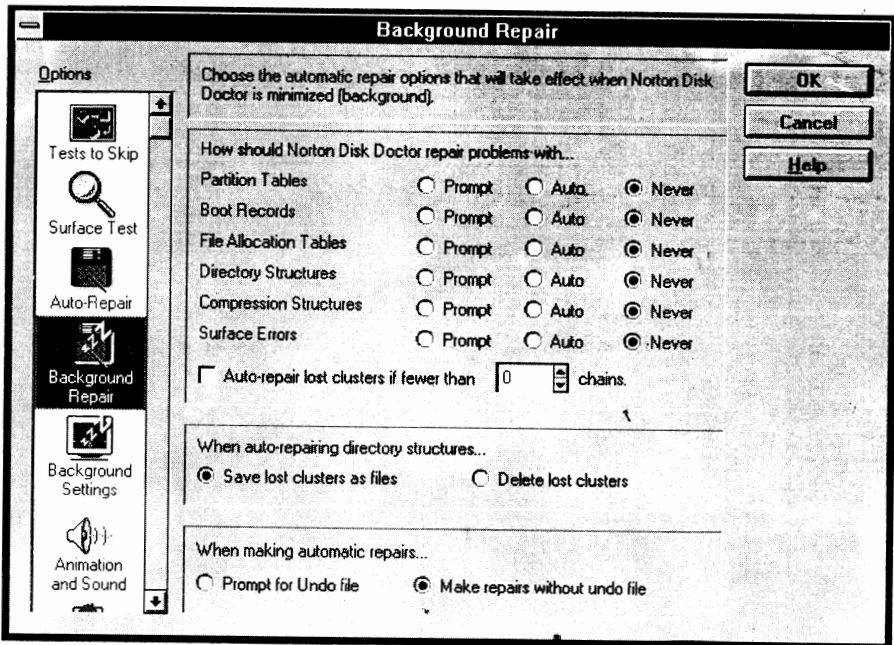 Background Repair
Options
Tests to Skip
Surface Test
Auto-Repair
Background
Repair
Background
Settings
Animation
and Sound
Choose the automatic repair options that will take effect when Norton Disk
Doctor is minimized (background).
How should Norton Disk Doctor repair problems with...
Partition Tables Prompt Auto Never
Boot Records Prompt Auto Never
File Allocation Tables Prompt Auto Never
Directory Structures Prompt Auto Never
Compression Structures Prompt Auto Never
Surface Errors Prompt Auto Never
Auto-repair lost clusters if fewer than 0 chains.
When auto-repairing directory structures...
Save lost clusters as files Delete lost clusters
When making automatic repairs...
Prompt for Undo file Make repairs without undo file
OK
Cancel
Help